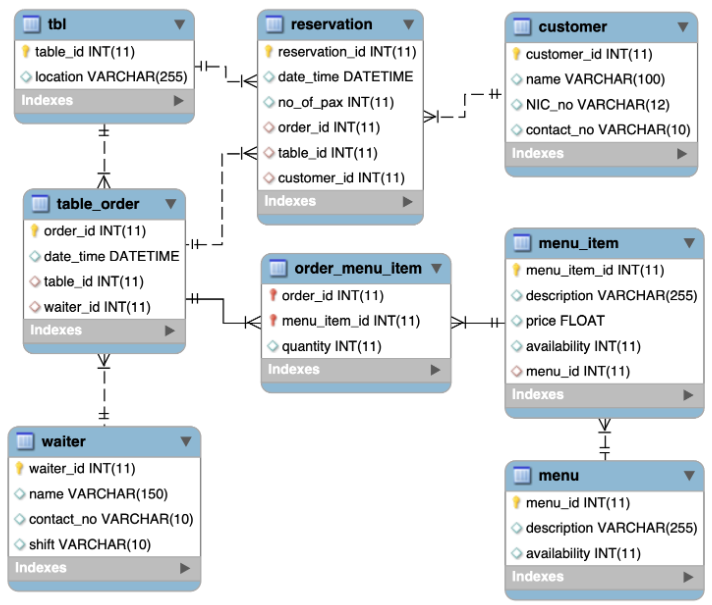 tbl
table_id INT(11)
location VARCHAR(255)
Indexes
reservation
reservation_id INT(11)
date_time DATETIME
no_of_pax INT(11)
order_id INT(11)
table_id INT(11)
customer_id INT(11)
Indexes
customer
customer_id INT(11)
name VARCHAR(100)
NIC_no VARCHAR(12)
contact_no VARCHAR(10)
Indexes
table_order
order_id INT(11)
date_time DATETIME
table_id INT(11)
waiter_id INT(11)
Indexes
order_menu_item
order_id INT(11)
menu_item_id INT(11)
quantity INT(11)
Indexes
menu_item
menu_item_id INT(11)
description VARCHAR(255)
price FLOAT
availability INT(11)
menu_id INT(11)
Indexes
waiter
waiter_id INT(11)
name VARCHAR(150)
contact_no VARCHAR(10)
shift VARCHAR(10)
Indexes
menu
menu_id INT(11)
description VARCHAR(255)
availability INT(11)
Indexes